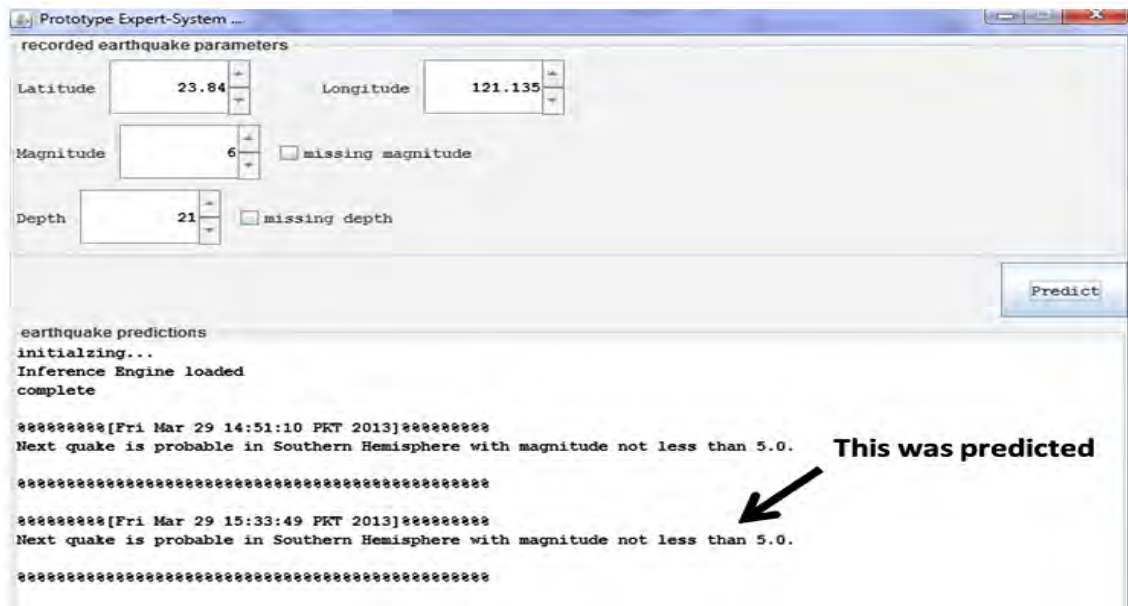 Prototype Expert-System ...
recorded earthquake parameters
Latitude 23.84 Longitude 121.135
Magnitude 6 missing magnitude
Depth 21 missing depth
Predict
earthquake predictions
initialzing...
Inference Engine loaded
complete
%%%%%%%%%[Fri Mar 29 14:51:10 PKT 2013]%%%%%%%%%
Next quake is probable in Southern Hemisphere with magnitude not less than 5.0.
This was predicted
%%%%%%%%%%%%%%%%%%%%%%%%%%%%%%%%%%%%%%%%%%%%%%%
%%%%%%%%%[Fri Mar 29 15:33:49 PKT 2013]%%%%%%%%%
Next quake is probable in Southern Hemisphere with magnitude not less than 5.0.
%%%%%%%%%%%%%%%%%%%%%%%%%%%%%%%%%%%%%%%%%%%%%%%